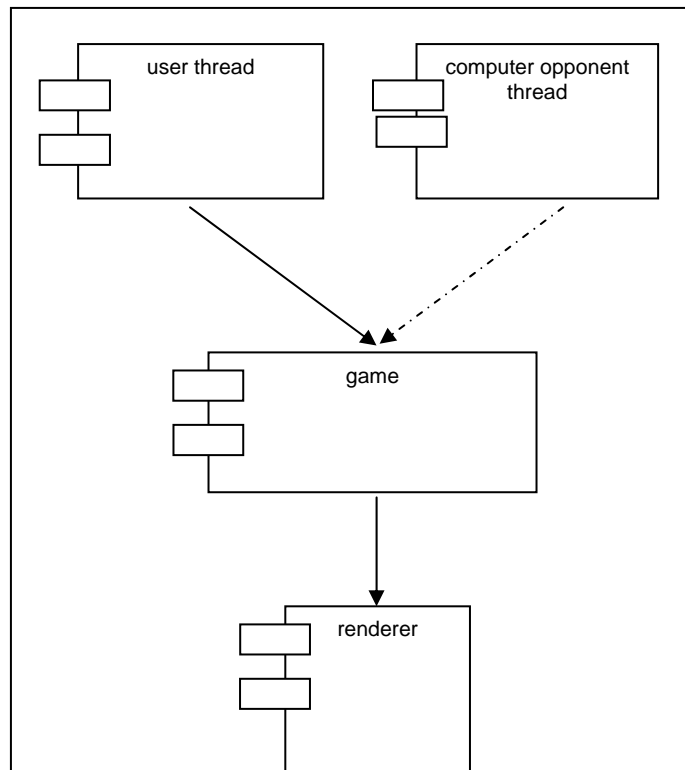 user thread
computer opponent
thread
game
renderer